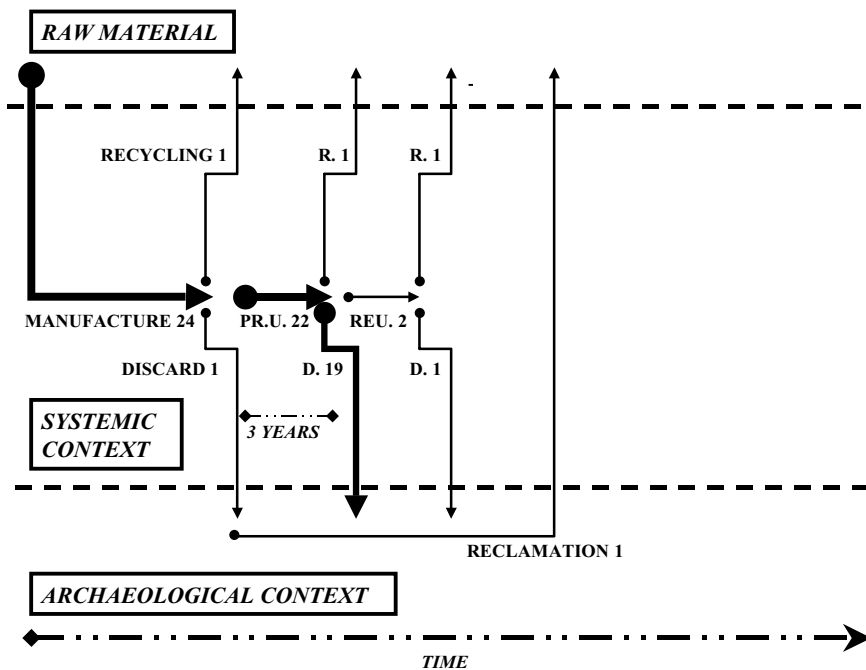 RAW MATERIAL
RECYCLING 1
R. 1
R. 1
MANUFACTURE 24
PR.U. 22
REU. 2
DISCARD 1
D. 19
D. 1
SYSTEMIC
CONTEXT
3 YEARS
RECLAMATION 1
ARCHAEOLOGICAL CONTEXT
TIME